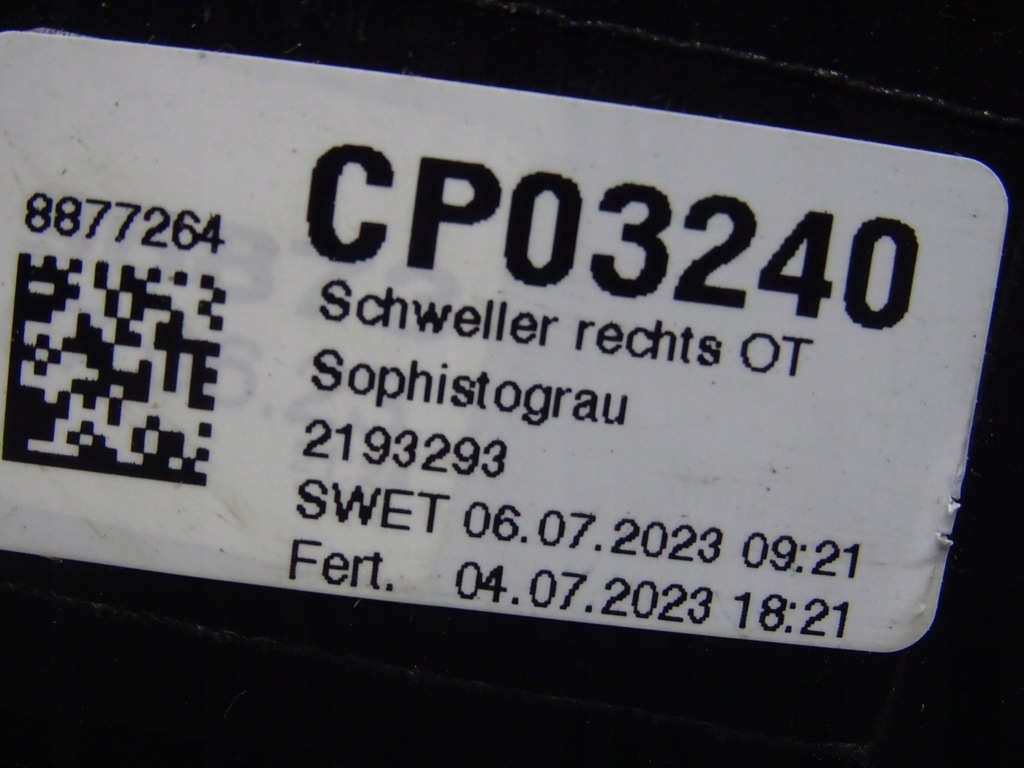 8877264
CP03240
Schweller rechts OT
Sophistograu
2193293
SWET 06.07.2023 09:21
Fert. 04.07.2023 18:21